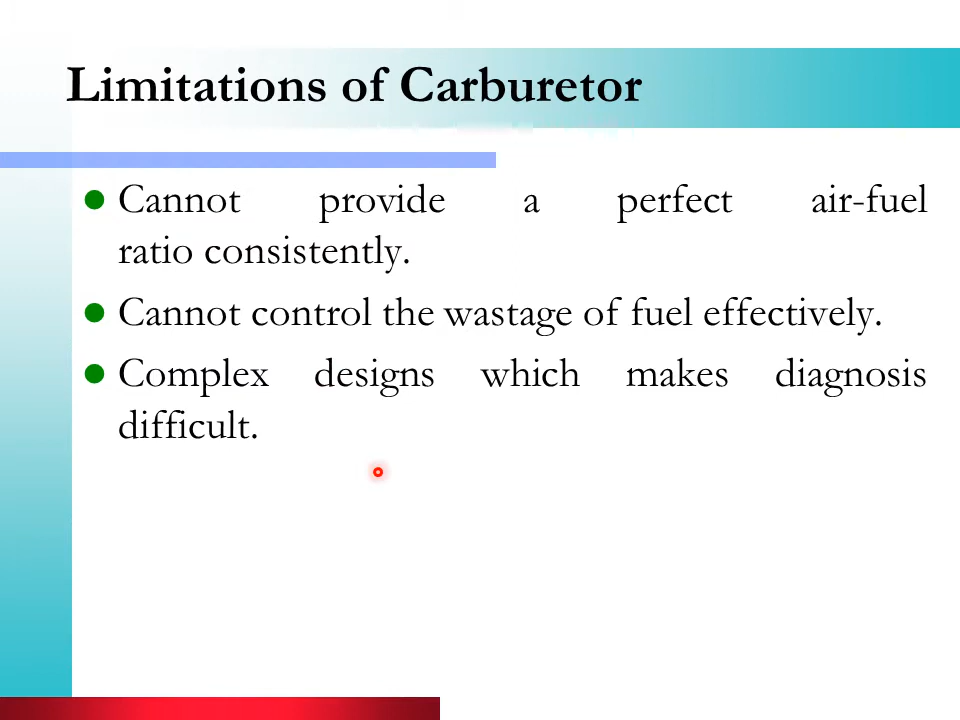 Limitations of Carburetor
Cannot provide a perfect air-fuel
ratio consistently.
Cannot control the wastage of fuel effectively.
Complex designs which makes diagnosis
difficult.